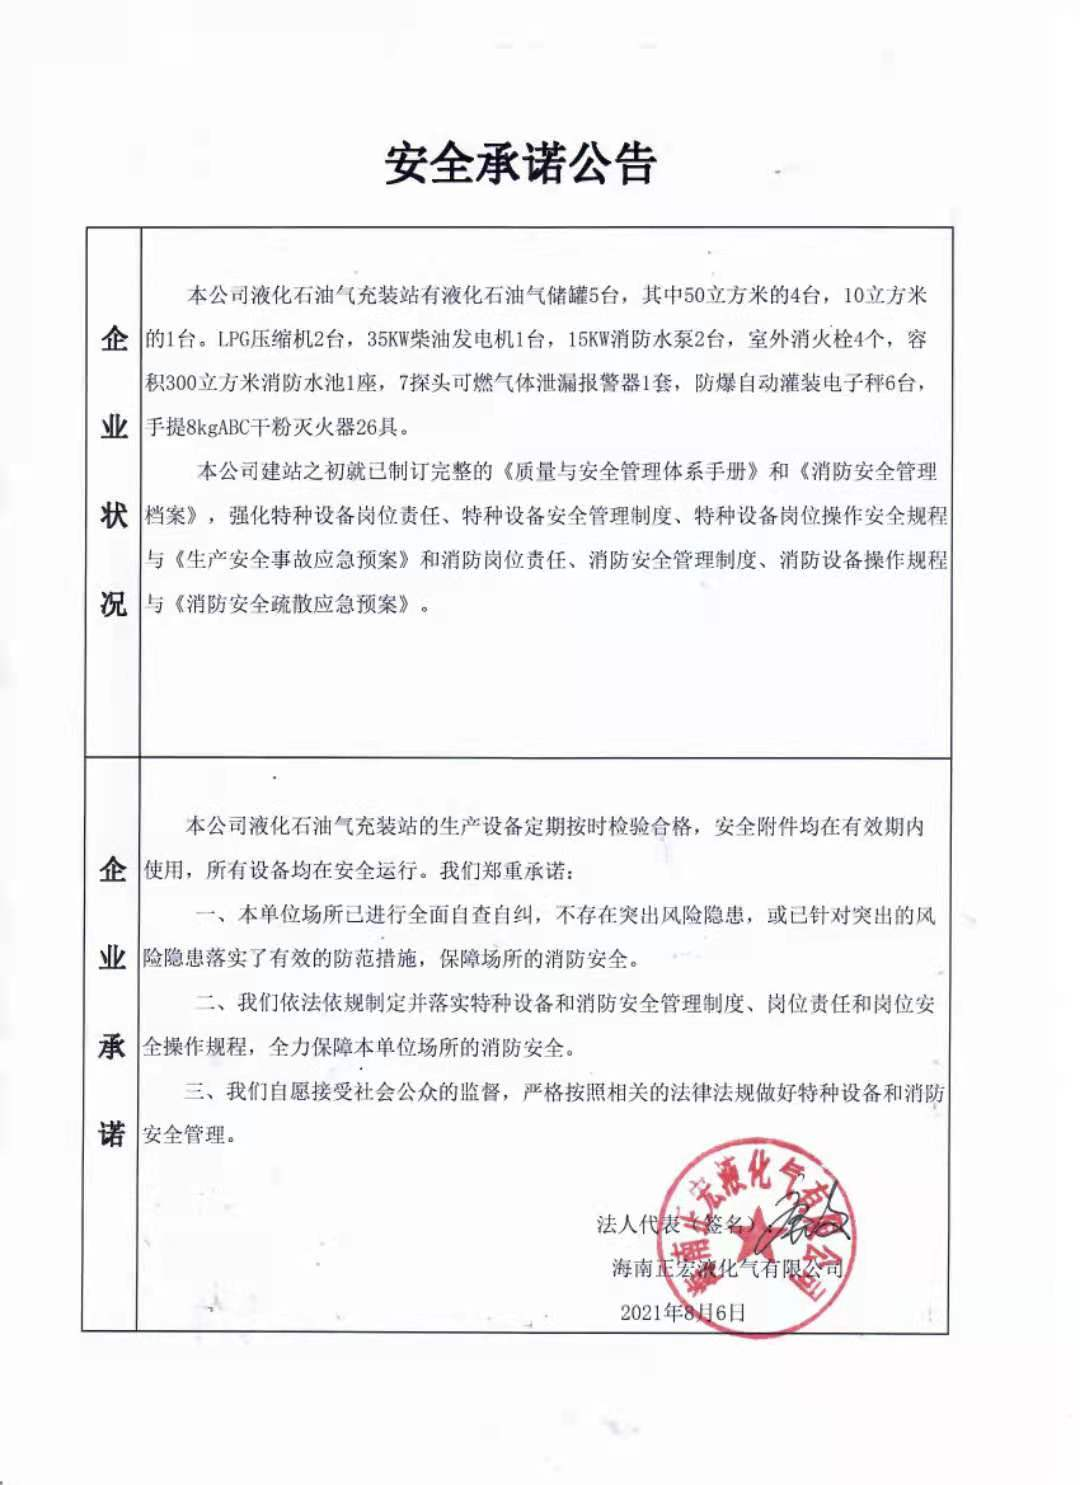 安全承诺公告
企业状况
本公司液化石油气充装站有液化石油气储罐5台，其中50立方米的4台，10立方米
的1台。LPG压缩机2台，35KW柴油发电机1台，15KW消防水泵2台，室外消火栓4个，容
积300立方米消防水池1座，7探头可燃气体泄漏报警器1套，防爆自动灌装电子秤6台，
手提8kgABC干粉灭火器26具。
本公司建站之初就已制订完整的《质量与安全管理体系手册》和《消防安全管理
档案》，强化特种设备岗位责任、特种设备安全管理制度、特种设备岗位操作安全规程
与《生产安全事故应急预案》和消防岗位责任、消防安全管理制度、消防设备操作规程
与《消防安全疏散应急预案》。
企业承诺
本公司液化石油气充装站的生产设备定期按时检验合格，安全附件均在有效期内
使用，所有设备均在安全运行。我们郑重承诺：
一、本单位场所已进行全面自查自纠，不存在突出风险隐患，或已针对突出的风
险隐患落实了有效的防范措施，保障场所的消防安全。
二、我们依法依规制定并落实特种设备和消防安全管理制度、岗位责任和岗位安
全操作规程，全力保障本单位场所的消防安全。
三、我们自愿接受社会公众的监督，严格按照相关的法律法规做好特种设备和消防
安全管理。
法人代表（签名）：
海南正宏液化气有限公司
2021年8月6日
海南正宏液化气有限公司